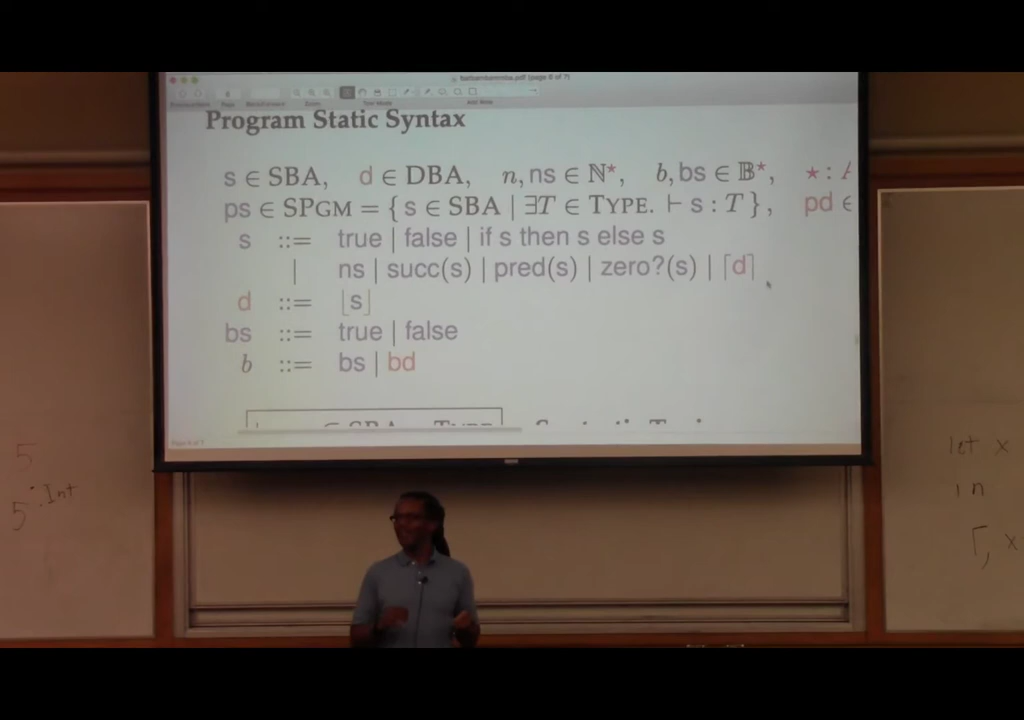 Program Static Syntax
s ∈ SBA, d ∈ DBA, n, ns ∈ ℕ*, b, bs ∈ 𝔹*, ⋆ :
ps ∈ SPGM = { s ∈ SBA | ∃T ∈ TYPE. ⊢ s : T }, pd ∈
s ::= true | false | if s then s else s
| ns | succ(s) | pred(s) | zero?(s) | ⌈d⌉
d ::= ⌊s⌋
bs ::= true | false
b ::= bs | bd
5
5 : Int
let x
in
Γ, x